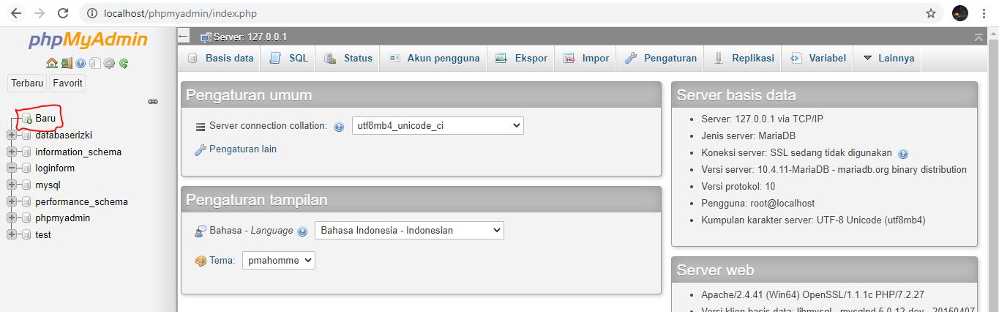 localhost/phpmyadmin/index.php
phpMyAdmin
Terbaru Favorit
Baru
databaserizki
information_schema
loginform
mysql
performance_schema
phpmyadmin
test
Server: 127.0.0.1
Basis data SQL Status Akun pengguna Ekspor Impor Pengaturan Replikasi Variabel Lainnya
Pengaturan umum
Server connection collation: utf8mb4_unicode_ci
Pengaturan lain
Pengaturan tampilan
Bahasa - Language Bahasa Indonesia - Indonesian
Tema: pmahomme
Server basis data
Server: 127.0.0.1 via TCP/IP
Jenis server: MariaDB
Koneksi server: SSL sedang tidak digunakan
Versi server: 10.4.11-MariaDB - mariadb.org binary distribution
Versi protokol: 10
Pengguna: root@localhost
Kumpulan karakter server: UTF-8 Unicode (utf8mb4)
Server web
Apache/2.4.41 (Win64) OpenSSL/1.1.1c PHP/7.2.27
Versi klien basis data: libmysql - mysqlnd 5.0.12-dev - 20150407